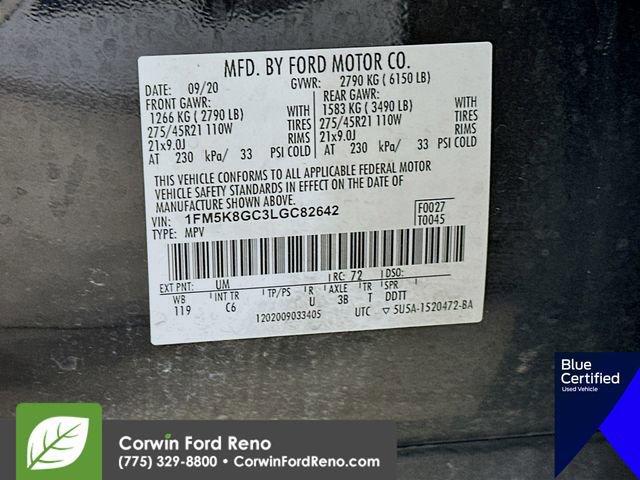 MFD. BY FORD MOTOR CO.
DATE: 09/20 GVWR: 2790 KG ( 6150 LB)
FRONT GAWR: REAR GAWR:
1266 KG ( 2790 LB) WITH 1583 KG ( 3490 LB) WITH
275/45R21 110W TIRES 275/45R21 110W TIRES
21x9.0J RIMS 21x9.0J RIMS
AT 230 kPa/ 33 PSI COLD AT 230 kPa/ 33 PSI COLD
THIS VEHICLE CONFORMS TO ALL APPLICABLE FEDERAL MOTOR
VEHICLE SAFETY STANDARDS IN EFFECT ON THE DATE OF
MANUFACTURE SHOWN ABOVE.
VIN: 1FM5K8GC3LGC82642 F0027
TYPE: MPV T0045
EXT PNT: UM RC: 72 DSO:
WB INT TR TP/PS R AXLE TR SPR
119 C6 U 3B T DDTT
1202009033405 UTC ▽ 5U5A-1520472-BA
Blue
Certified
Used Vehicle
Corwin Ford Reno
(775) 329-8800 • CorwinFordReno.com